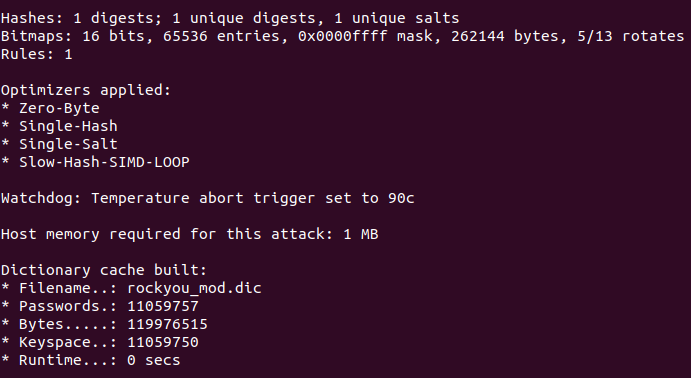 Hashes: 1 digests; 1 unique digests, 1 unique salts
Bitmaps: 16 bits, 65536 entries, 0x0000ffff mask, 262144 bytes, 5/13 rotates
Rules: 1
Optimizers applied:
* Zero-Byte
* Single-Hash
* Single-Salt
* Slow-Hash-SIMD-LOOP
Watchdog: Temperature abort trigger set to 90c
Host memory required for this attack: 1 MB
Dictionary cache built:
* Filename..: rockyou_mod.dic
* Passwords.: 11059757
* Bytes.....: 119976515
* Keyspace..: 11059750
* Runtime...: 0 secs